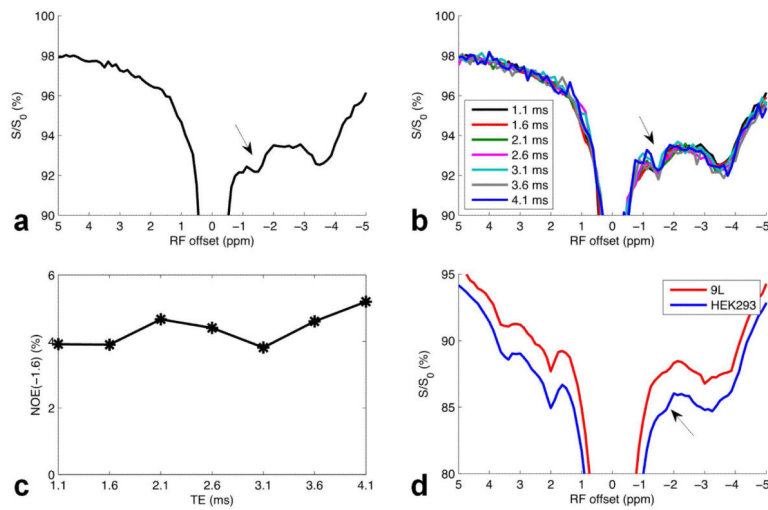 100
98
96
94
92
90
S/S0 (%)
5 4 3 2 1 0 -1 -2 -3 -4 -5
RF offset (ppm)
a
100
98
96
94
92
90
S/S0 (%)
1.1 ms
1.6 ms
2.1 ms
2.6 ms
3.1 ms
3.6 ms
4.1 ms
5 4 3 2 1 0 -1 -2 -3 -4 -5
RF offset (ppm)
b
6
4
2
0
NOE(-1.6) (%)
1.1 1.6 2.1 2.6 3.1 3.6 4.1
TE (ms)
c
95
90
85
80
S/S0 (%)
9L
HEK293
5 4 3 2 1 0 -1 -2 -3 -4 -5
RF offset (ppm)
d